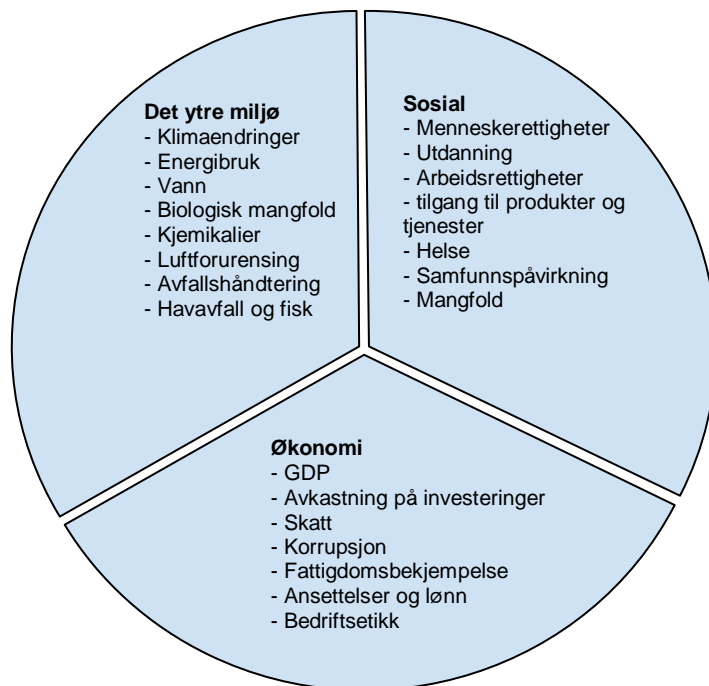 Det ytre miljø
- Klimaendringer
- Energibruk
- Vann
- Biologisk mangfold
- Kjemikalier
- Luftforurensing
- Avfallshåndtering
- Havavfall og fisk
Sosial
- Menneskerettigheter
- Utdanning
- Arbeidsrettigheter
- tilgang til produkter og
tjenester
- Helse
- Samfunnspåvirkning
- Mangfold
Økonomi
- GDP
- Avkastning på investeringer
- Skatt
- Korrupsjon
- Fattigdomsbekjempelse
- Ansettelser og lønn
- Bedriftsetikk